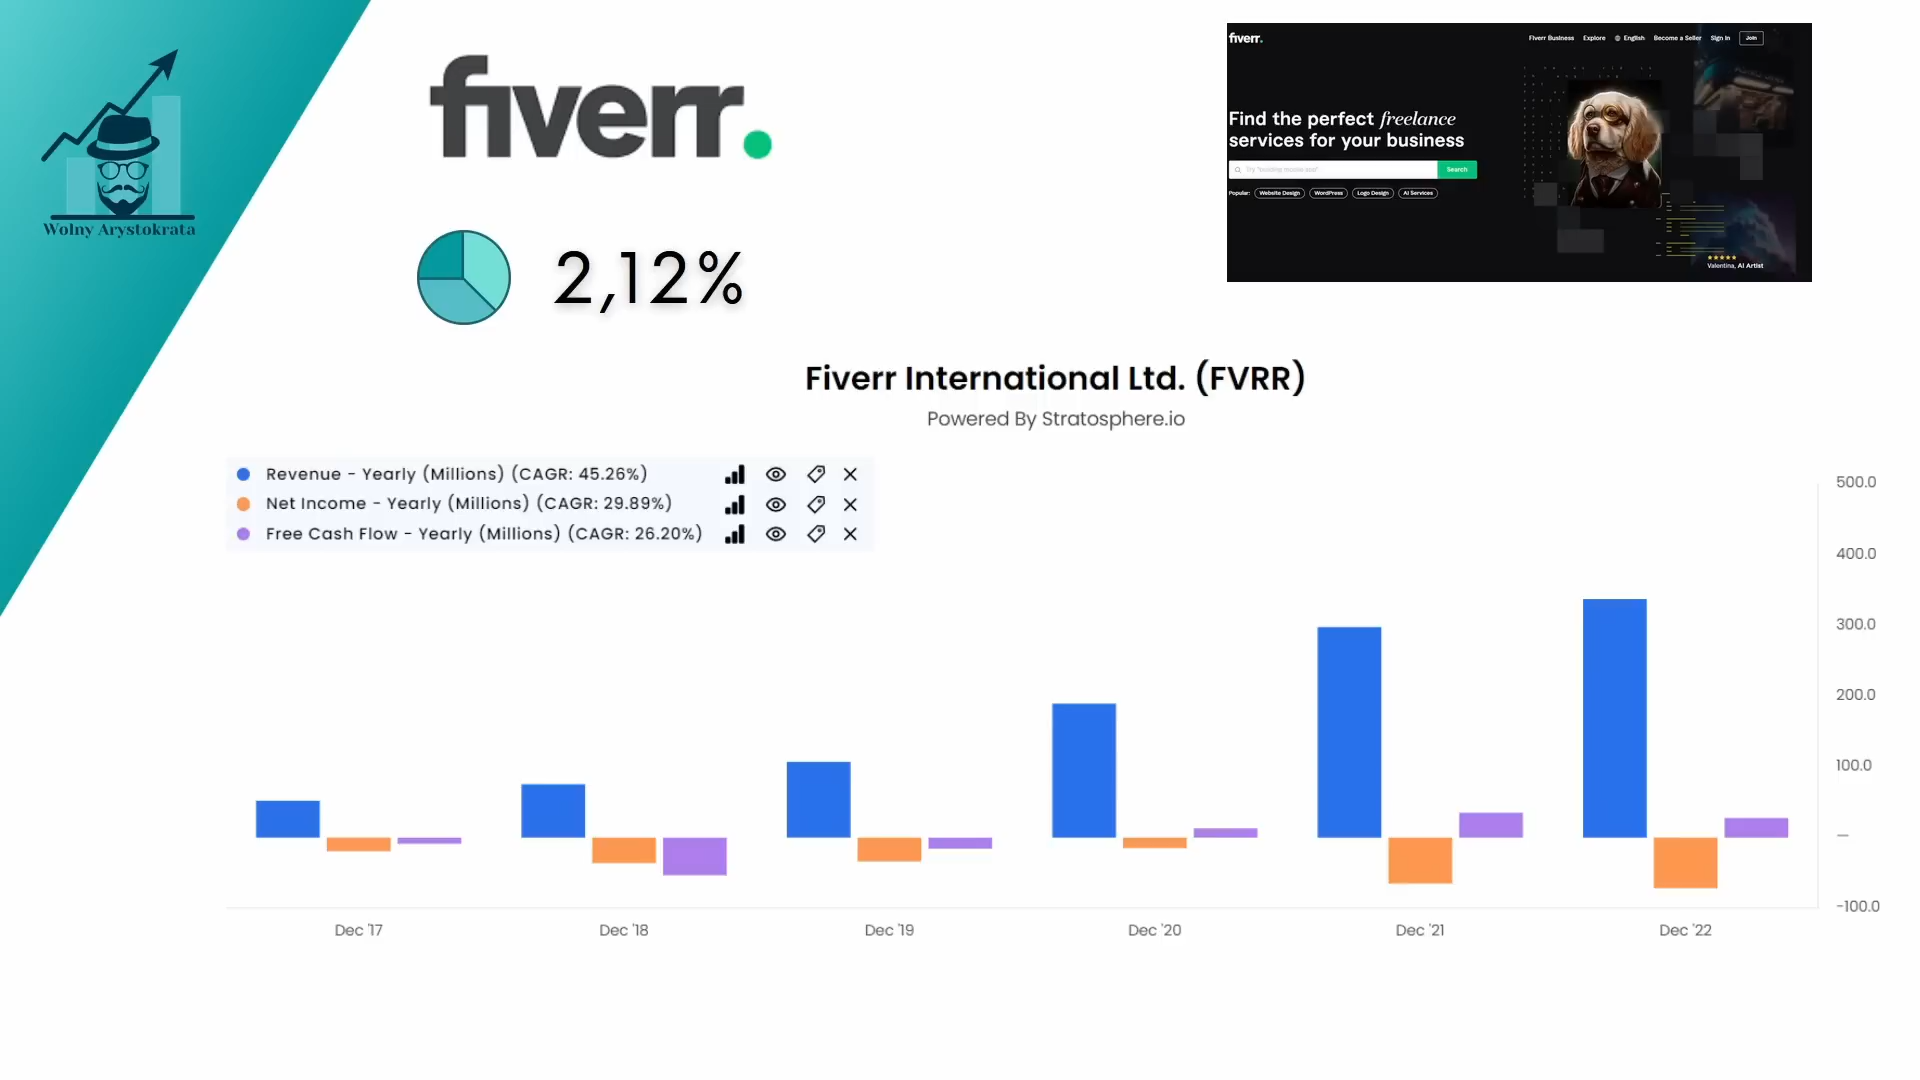 Wolny Arystokrata
fiverr.
2,12%
fiverr.
Fiverr Business Explore English Become a Seller Sign In Join
Find the perfect freelance
services for your business
Search
Popular: Website Design WordPress Logo Design AI Services
Valentina, AI Artist
Fiverr International Ltd. (FVRR)
Powered By Stratosphere.io
Revenue - Yearly (Millions) (CAGR: 45.26%)
Net Income - Yearly (Millions) (CAGR: 29.89%)
Free Cash Flow - Yearly (Millions) (CAGR: 26.20%)
500.0
400.0
300.0
200.0
100.0
—
-100.0
Dec '17 Dec '18 Dec '19 Dec '20 Dec '21 Dec '22